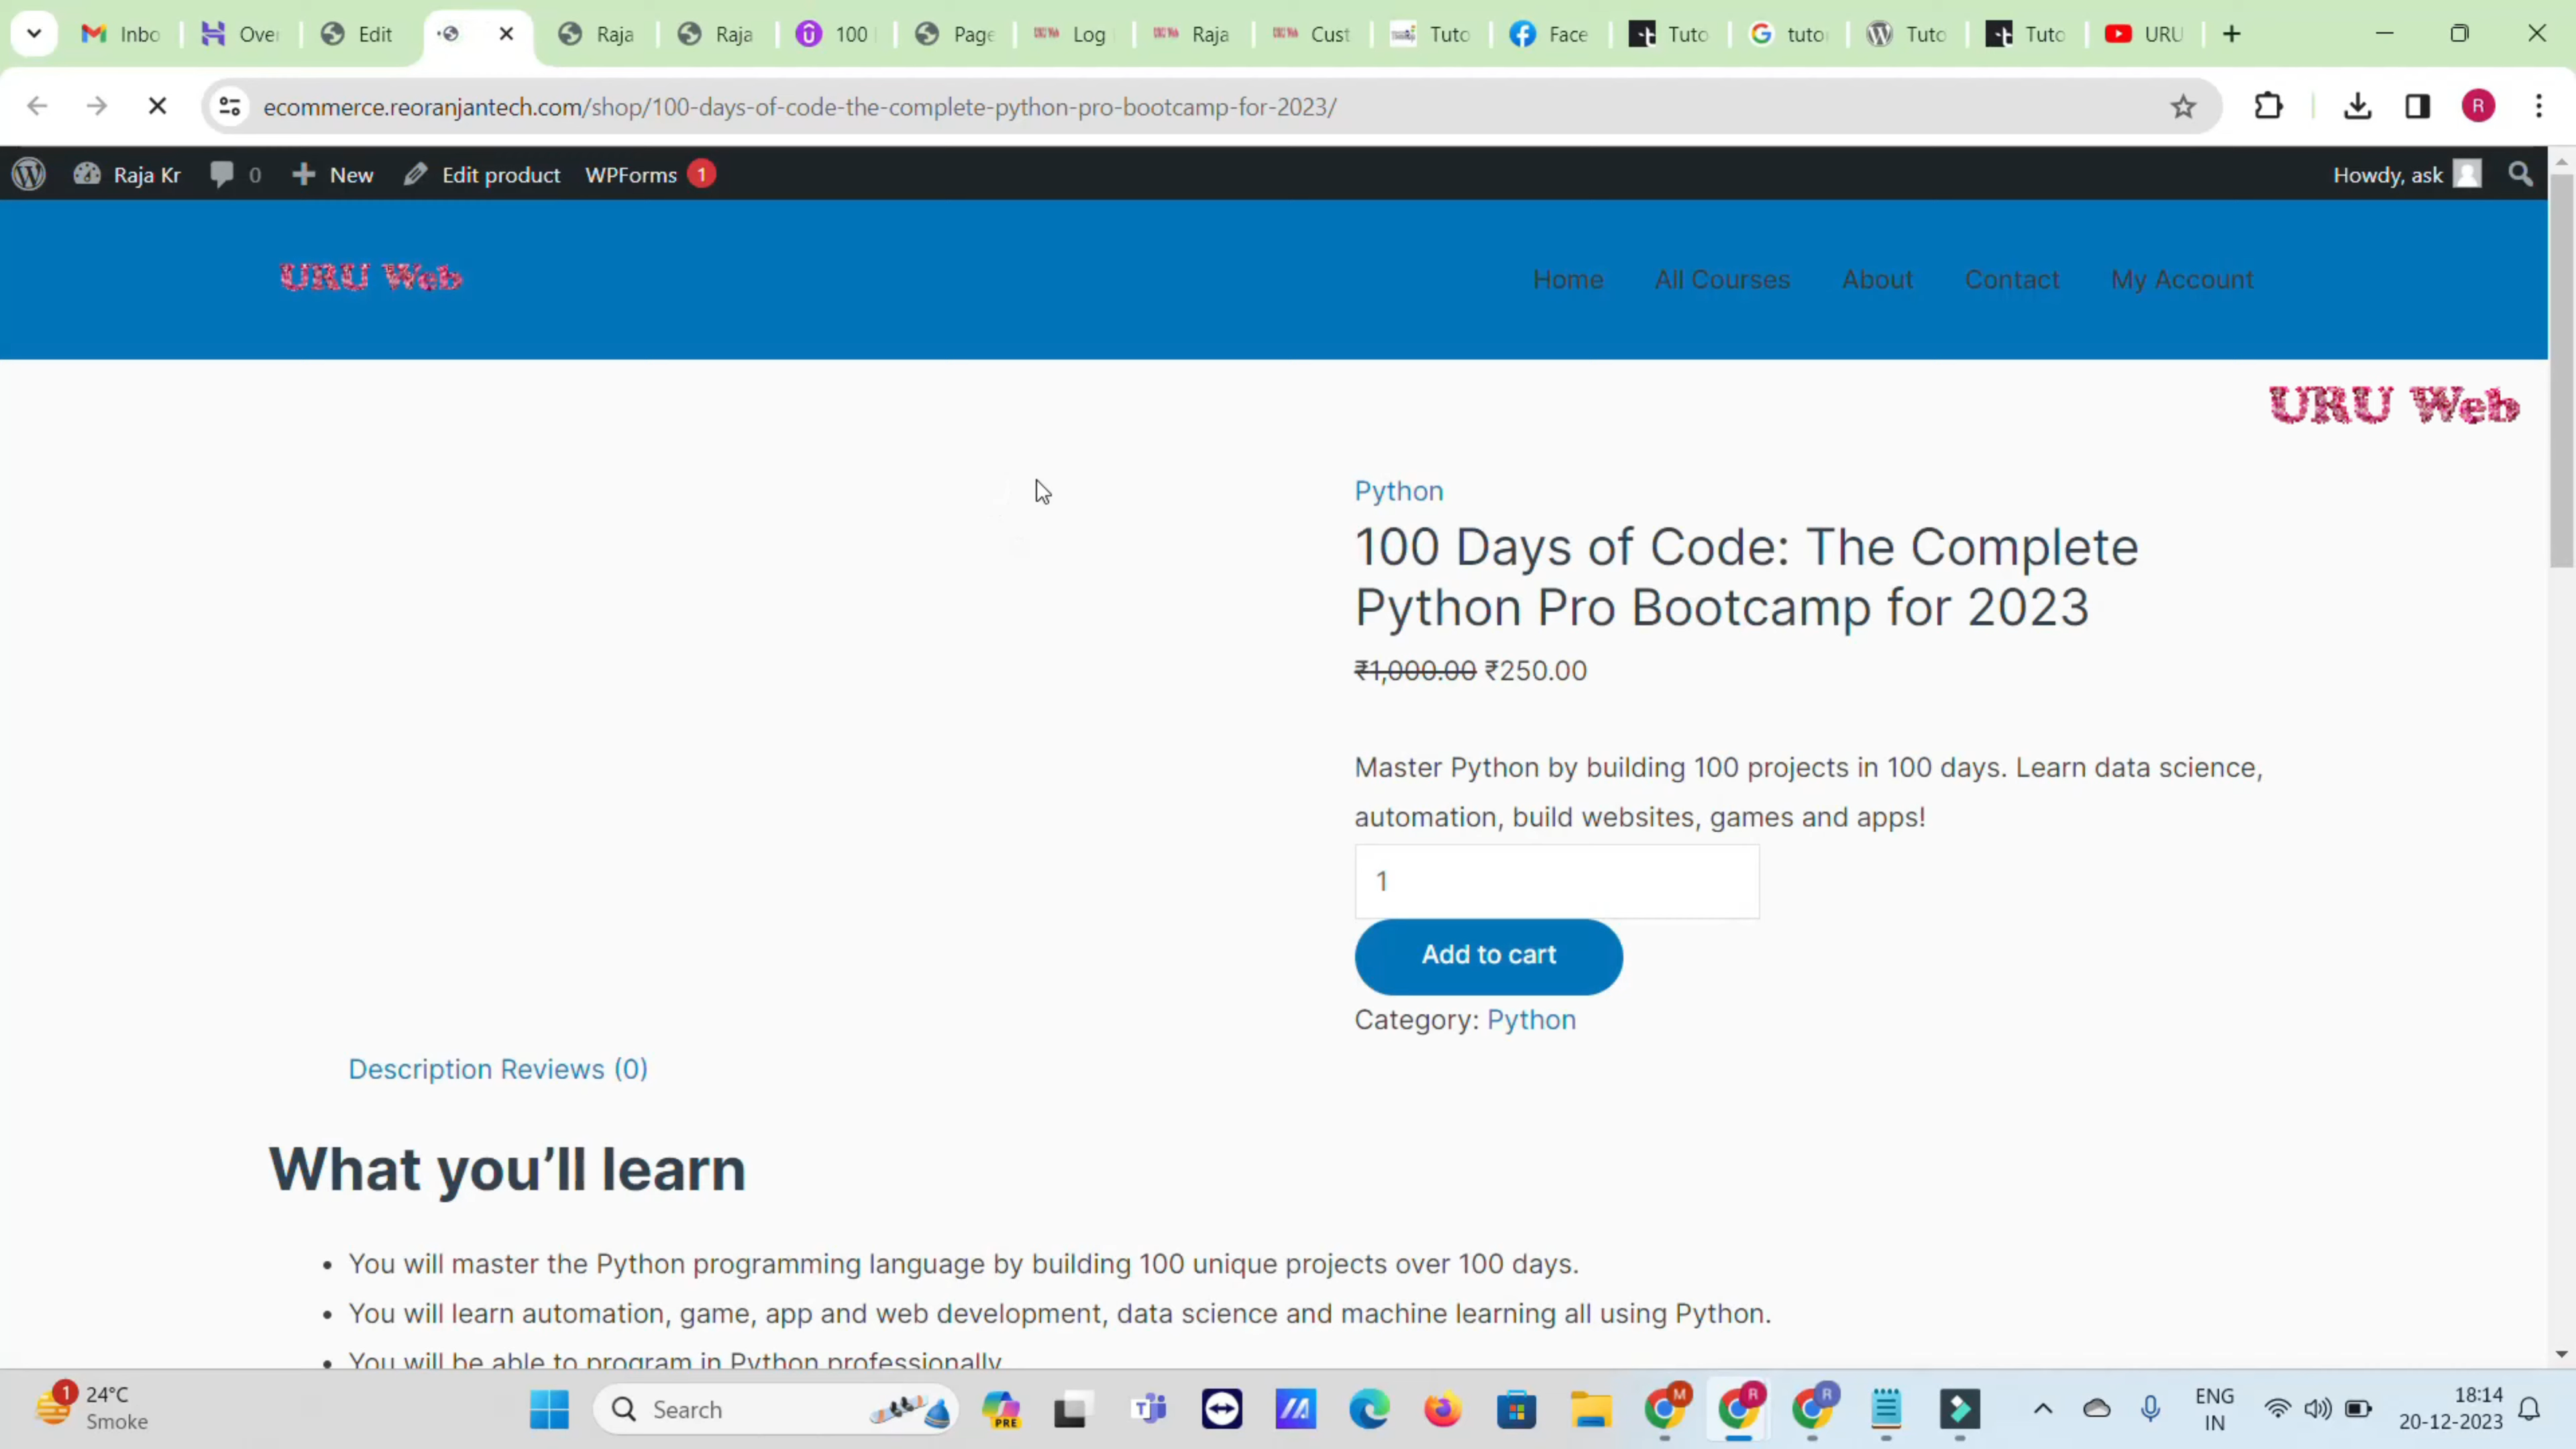 Inbo
Over
Edit
Raja
Raja
100
Page
Log
Raja
Cust
Tuto
Face
Tuto
tuto
Tuto
Tuto
URU
ecommerce.reoranjantech.com/shop/100-days-of-code-the-complete-python-pro-bootcamp-for-2023/
R
Raja Kr
0
New
Edit product
WPForms 1
Howdy, ask
URU Web
Home
All Courses
About
Contact
My Account
URU Web
Python
100 Days of Code: The Complete
Python Pro Bootcamp for 2023
₹1,000.00 ₹250.00
Master Python by building 100 projects in 100 days. Learn data science,
automation, build websites, games and apps!
1
Add to cart
Category: Python
Description Reviews (0)
What you’ll learn
• You will master the Python programming language by building 100 unique projects over 100 days.
• You will learn automation, game, app and web development, data science and machine learning all using Python.
• You will be able to program in Python professionally
1
24°C
Smoke
Search
PRE
M
R
R
ENG
IN
18:14
20-12-2023